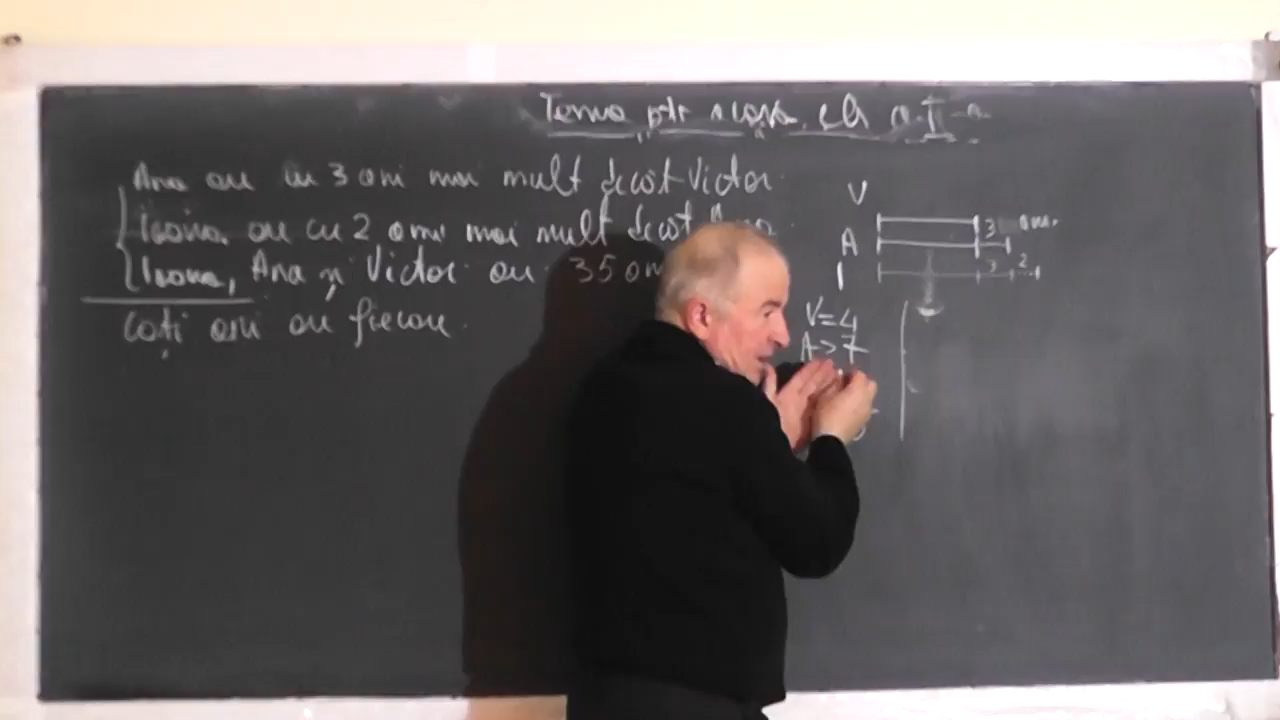 Tema ptr acasa, cls a II-a
Ana are cu 3 ani mai mult decât Victor
Ioana are cu 2 ani mai mult decât Ana
Ioana, Ana și Victor au 35 ani
Câți ani are fiecare
V
A 3 ani
I 3 2
V=4
A>7